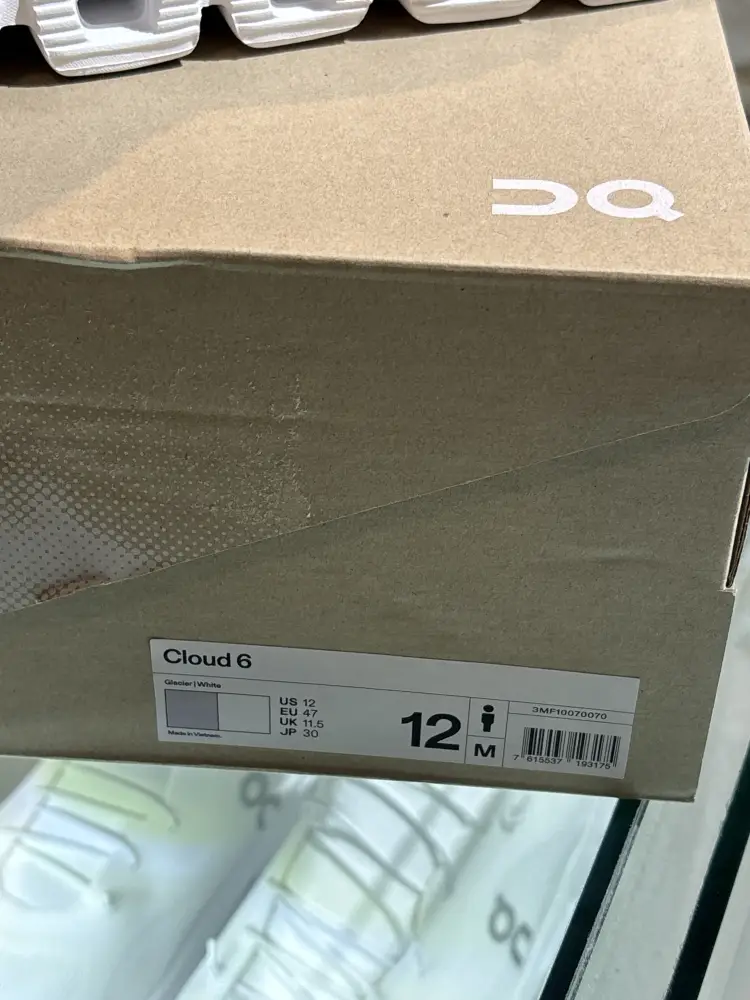 On
Cloud 6
Glacier | White
Made in Vietnam
US 12
EU 47
UK 11.5
JP 30
12
M
3MF10070070
7 615537 193175